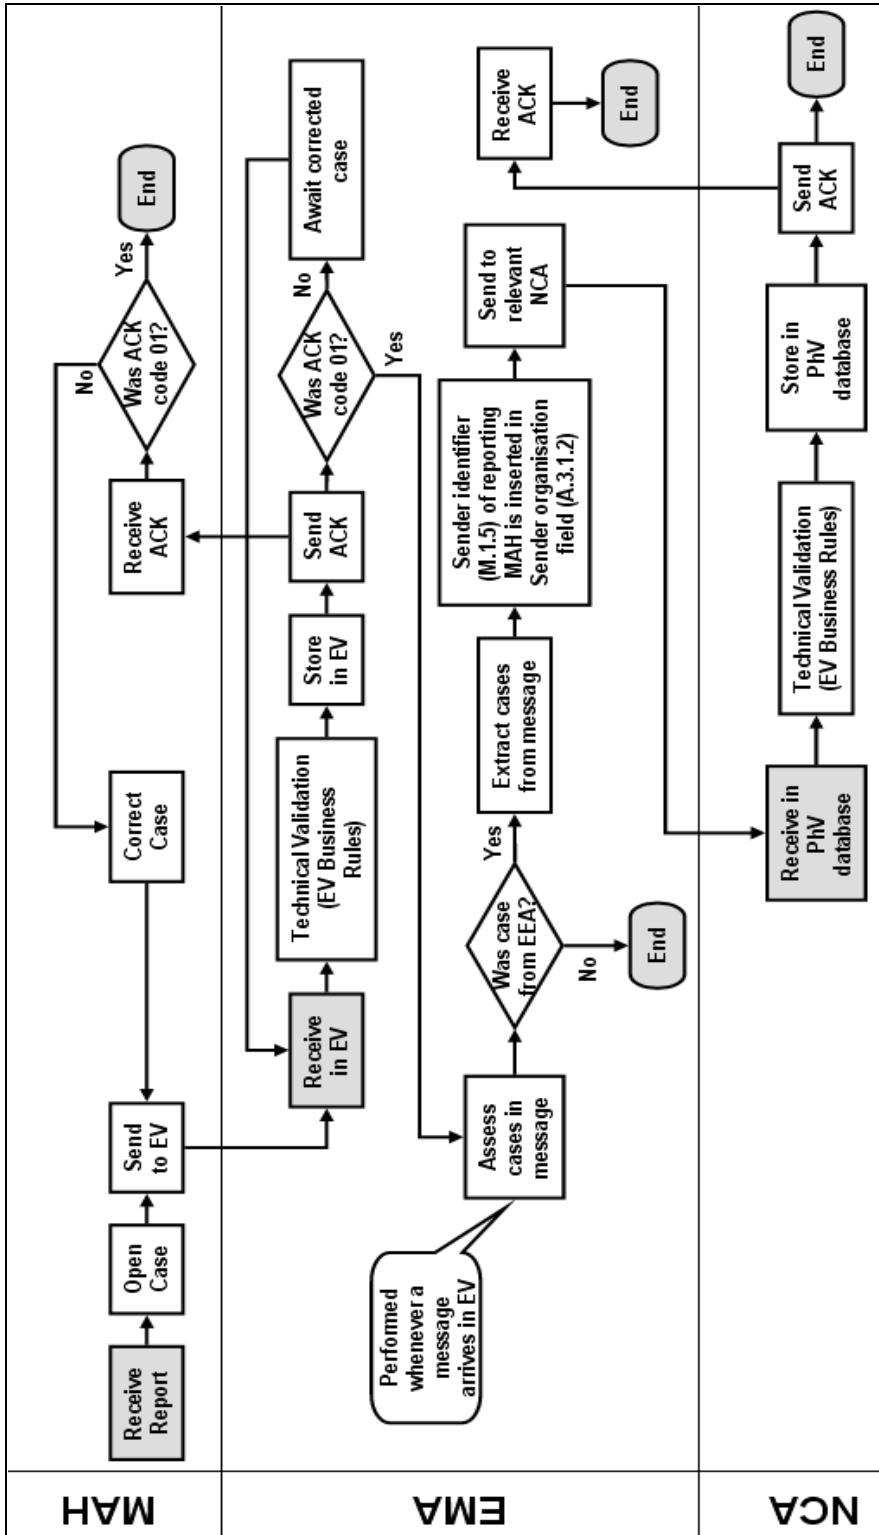 MAH
Receive
Report
Open
Case
Send
to EV
Correct
Case
Receive
ACK
Was ACK
code 01?
No
Yes
End
EMA
Receive
in EV
Technical Validation
(EV Business
Rules)
Store
in EV
Send
ACK
Was ACK
code 01?
No
Yes
Await corrected
case
Performed
whenever a
message
arrives in EV
Assess
cases in
message
Was case
from EEA?
Yes
No
End
Extract cases
from message
Sender identifier
(M.1.5) of reporting
MAH is inserted in
Sender organisation
field (A.3.1.2)
Send to
relevant
NCA
Receive
ACK
End
NCA
Receive in
PhV
database
Technical Validation
(EV Business Rules)
Store in
PhV
database
Send
ACK
End